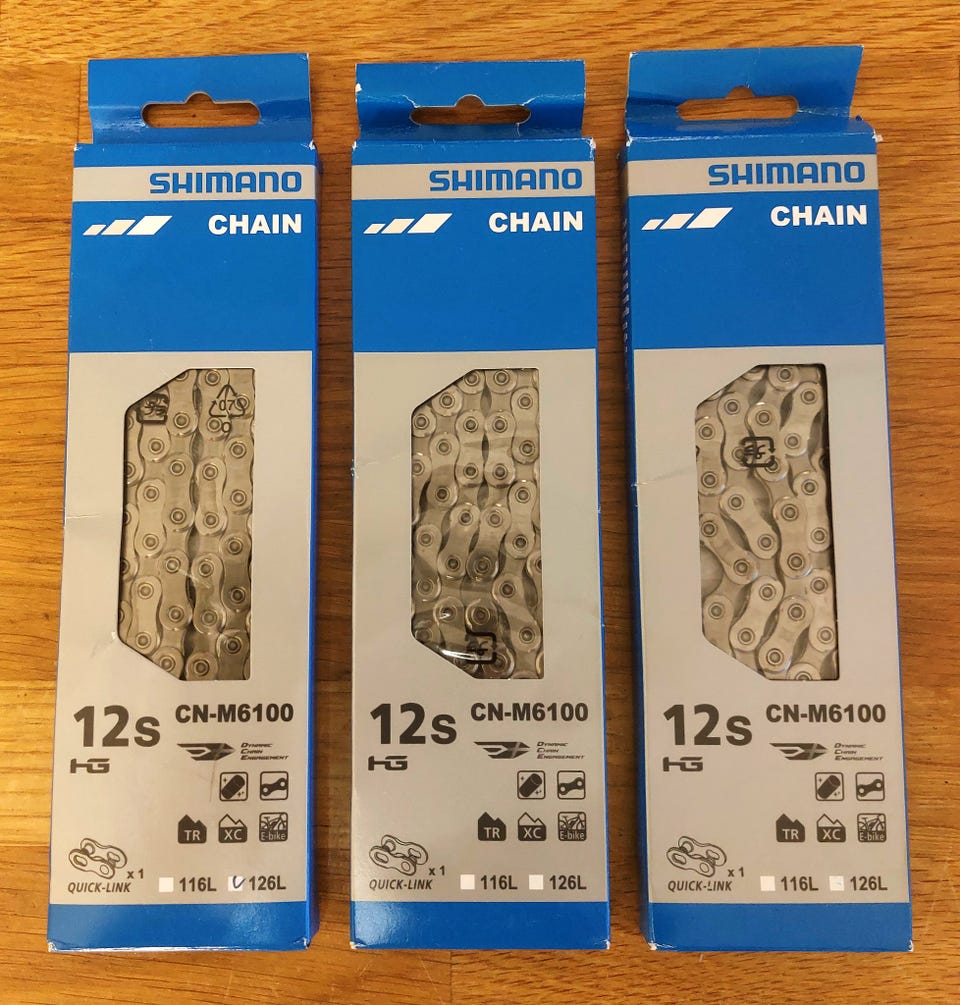 SHIMANO
CHAIN
12s CN-M6100
HG
DYNAMIC
CHAIN
ENGAGEMENT
TR XC E-bike
x 1
QUICK-LINK 116L 126L
SHIMANO
CHAIN
12s CN-M6100
HG
DYNAMIC
CHAIN
ENGAGEMENT
TR XC E-bike
x 1
QUICK-LINK 116L 126L
SHIMANO
CHAIN
12s CN-M6100
HG
DYNAMIC
CHAIN
ENGAGEMENT
TR XC E-bike
x 1
QUICK-LINK 116L 126L